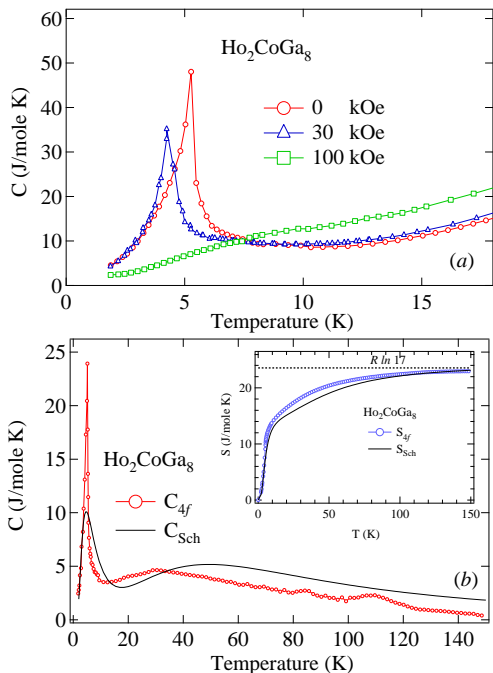 60
50
40
30
20
10
0
C (J/mole K)
Ho₂CoGa₈
0 kOe
30 kOe
100 kOe
(a)
0 5 10 15
Temperature (K)
25
20
15
10
5
0
C (J/mole K)
Ho₂CoGa₈
C₄f
C_Sch
(b)
0 20 40 60 80 100 120 140
Temperature (K)
20
10
0
S (J/mole K)
R ln 17
Ho₂CoGa₈
S₄f
S_Sch
0 50 100 150
T (K)